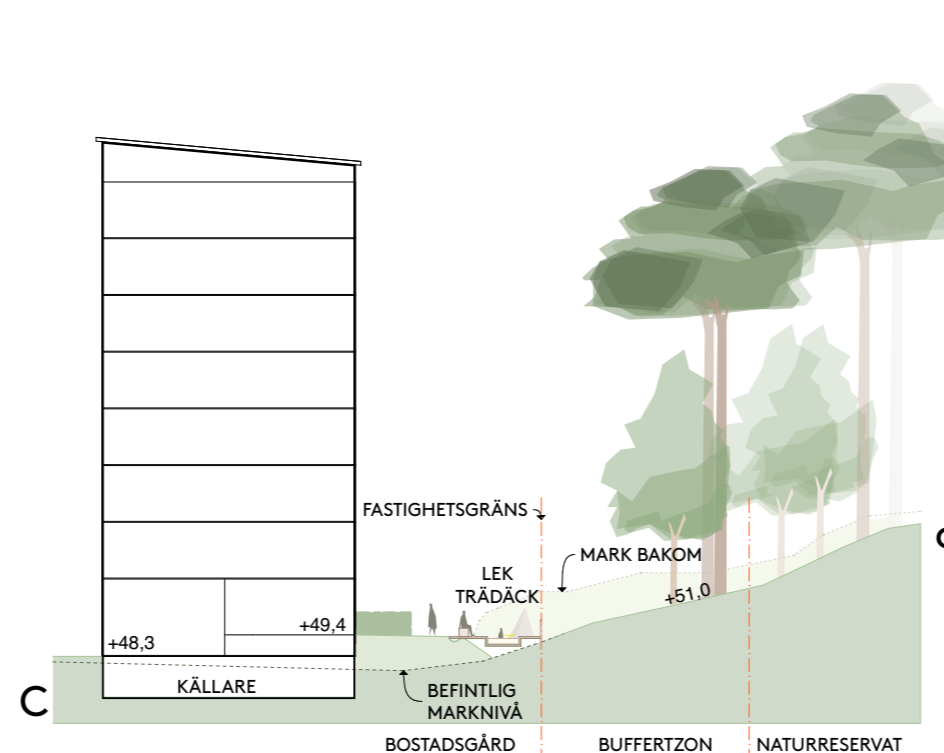 FASTIGHETSGRÄNS
MARK BAKOM
LEK
TRÄDÄCK
+51,0
+49,4
+48,3
KÄLLARE
C
BEFINTLIG
MARKNIVÅ
BOSTADSGÅRD
BUFFERTZON
NATURRESERVAT